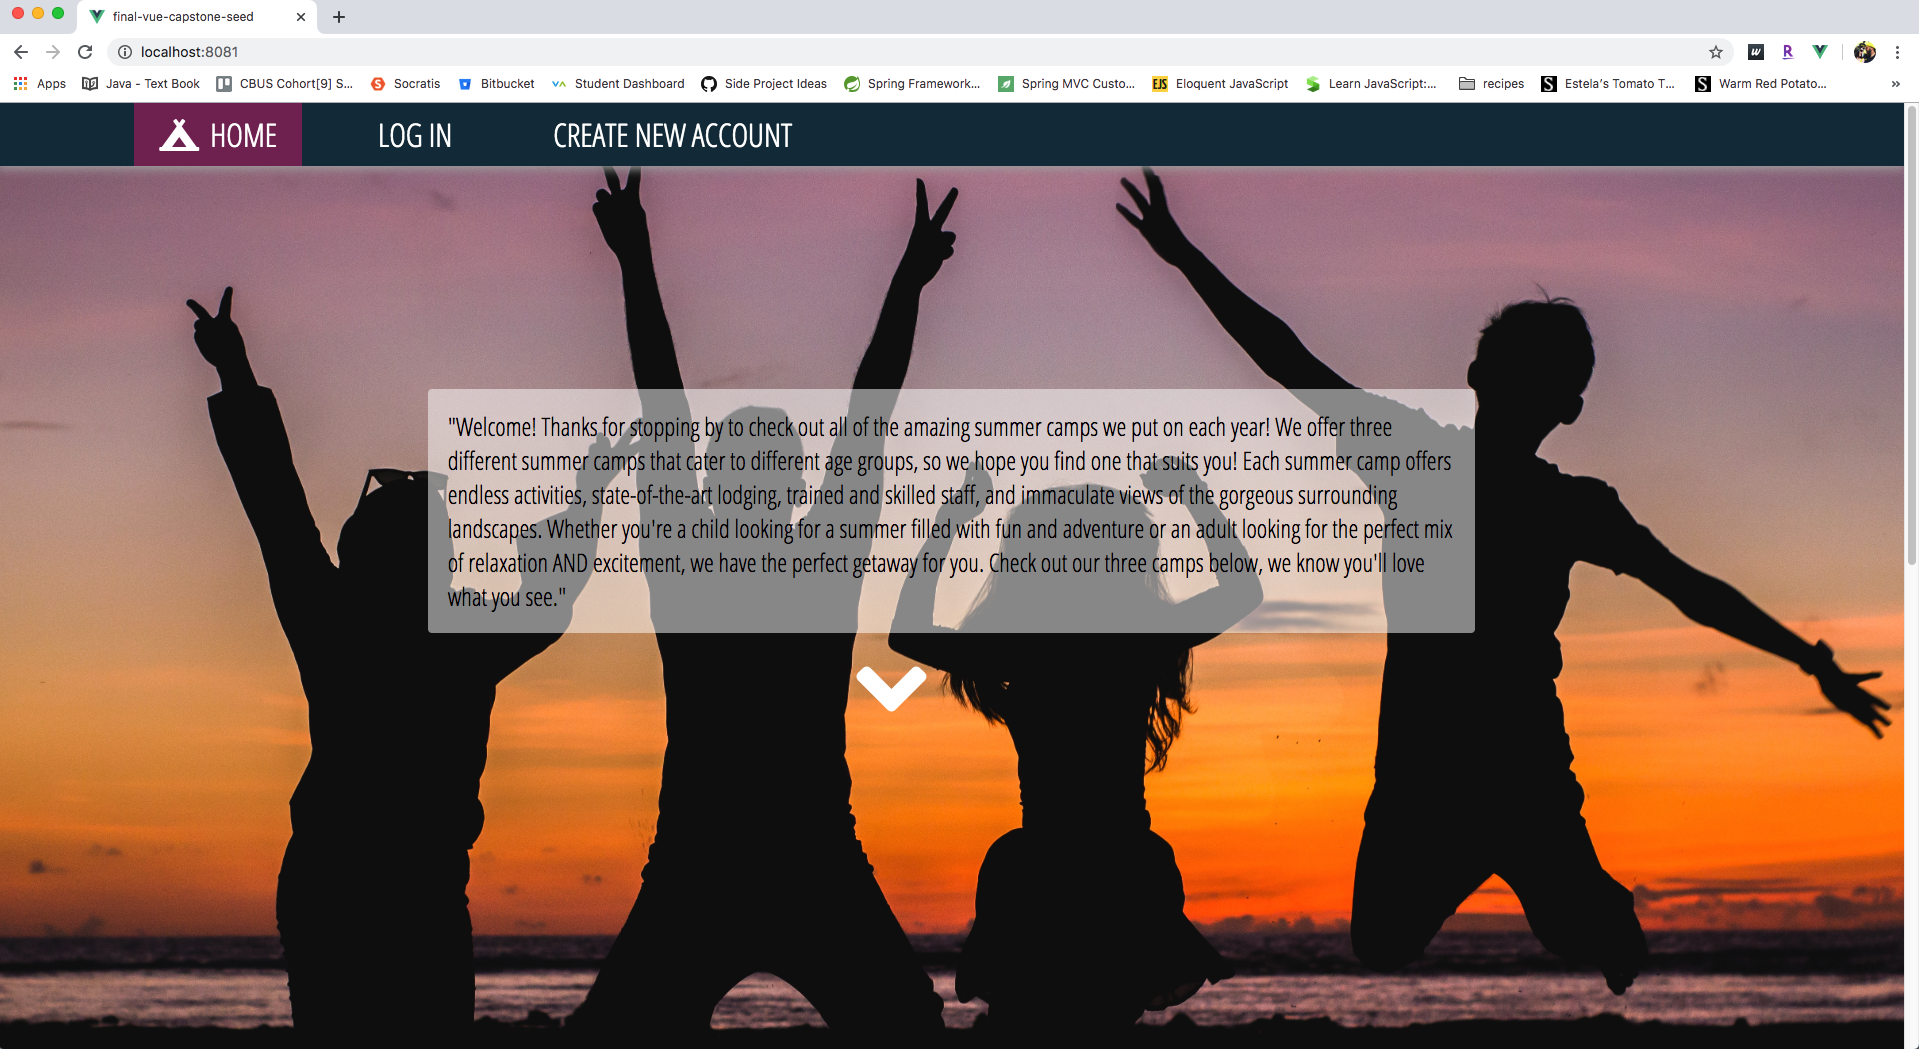 final-vue-capstone-seed
localhost:8081
Apps Java - Text Book CBUS Cohort[9] S... Socratis Bitbucket Student Dashboard Side Project Ideas Spring Framework... Spring MVC Custo... EJS Eloquent JavaScript Learn JavaScript:... recipes Estela's Tomato T... Warm Red Potato...
HOME LOG IN CREATE NEW ACCOUNT
"Welcome! Thanks for stopping by to check out all of the amazing summer camps we put on each year! We offer three
different summer camps that cater to different age groups, so we hope you find one that suits you! Each summer camp offers
endless activities, state-of-the-art lodging, trained and skilled staff, and immaculate views of the gorgeous surrounding
landscapes. Whether you're a child looking for a summer filled with fun and adventure or an adult looking for the perfect mix
of relaxation AND excitement, we have the perfect getaway for you. Check out our three camps below, we know you'll love
what you see."